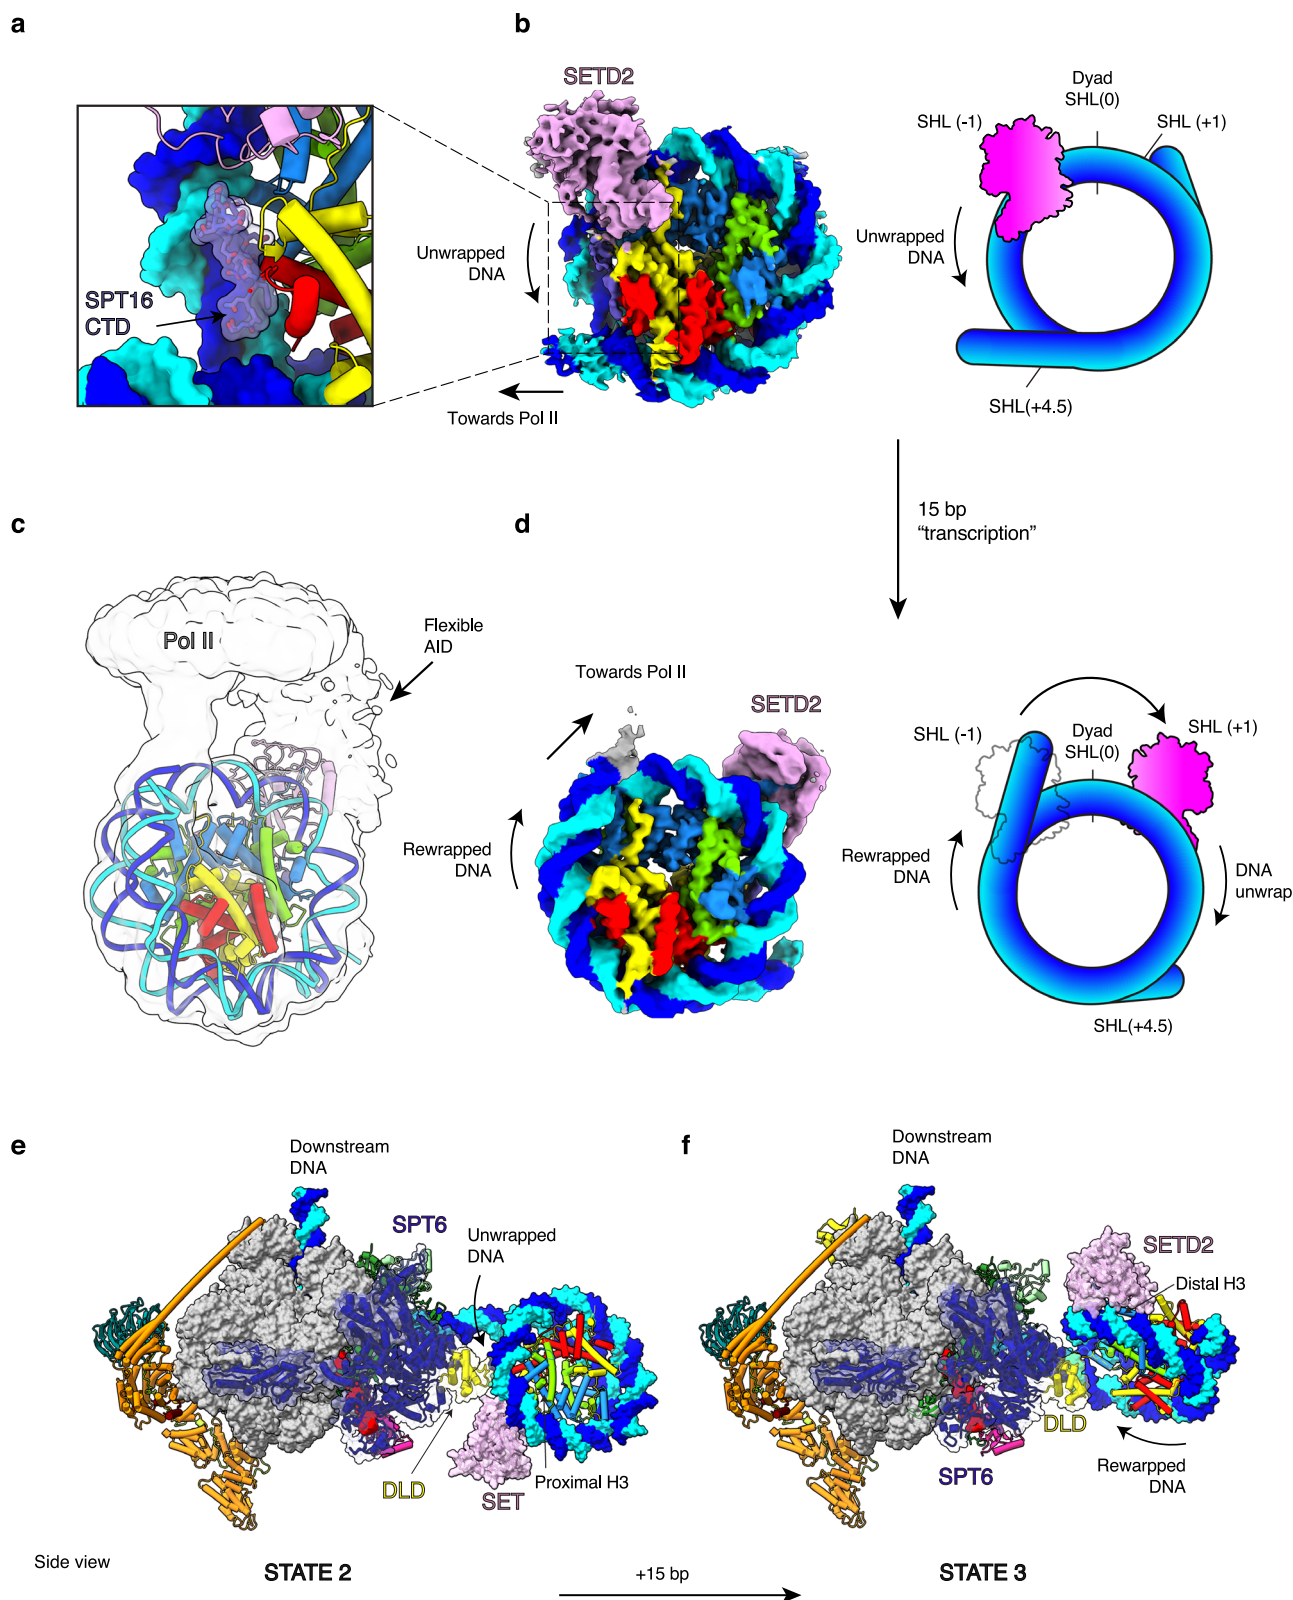 a
b
SETD2
Dyad
SHL(0)
SHL (-1)
SHL (+1)
Unwrapped
DNA
Unwrapped
DNA
SPT16
CTD
Towards Pol II
SHL(+4.5)
15 bp
“transcription”
c
d
Pol II
Flexible
AID
Towards Pol II
SETD2
SHL (-1)
Dyad
SHL(0)
SHL (+1)
Rewrapped
DNA
Rewrapped
DNA
DNA
unwrap
SHL(+4.5)
e
f
Downstream
DNA
SPT6
Unwrapped
DNA
DLD
SET
Proximal H3
Downstream
DNA
SETD2
Distal H3
DLD
SPT6
Rewarpped
DNA
Side view
STATE 2
+15 bp
STATE 3